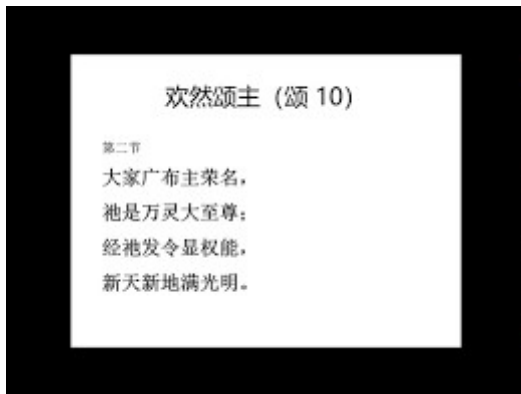 欢然颂主（颂 10）
第二节
大家广布主荣名，
祂是万灵大至尊；
经祂发令显权能，
新天新地满光明。